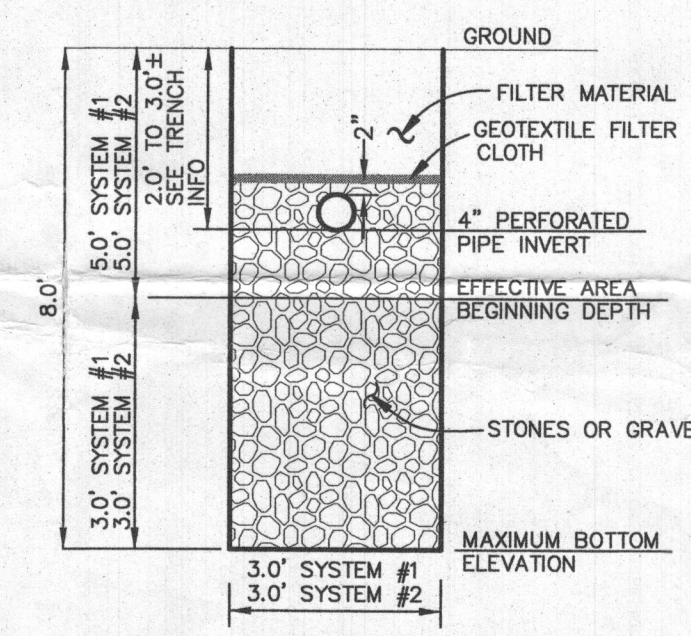 GROUND
FILTER MATERIAL
GEOTEXTILE FILTER
CLOTH
2"
4" PERFORATED
PIPE INVERT
EFFECTIVE AREA
BEGINNING DEPTH
STONES OR GRAVE
MAXIMUM BOTTOM
ELEVATION
8.0'
5.0' SYSTEM #1
5.0' SYSTEM #2
2.0' TO 3.0'±
SEE TRENCH
INFO
3.0' SYSTEM #1
3.0' SYSTEM #2
3.0' SYSTEM #1
3.0' SYSTEM #2